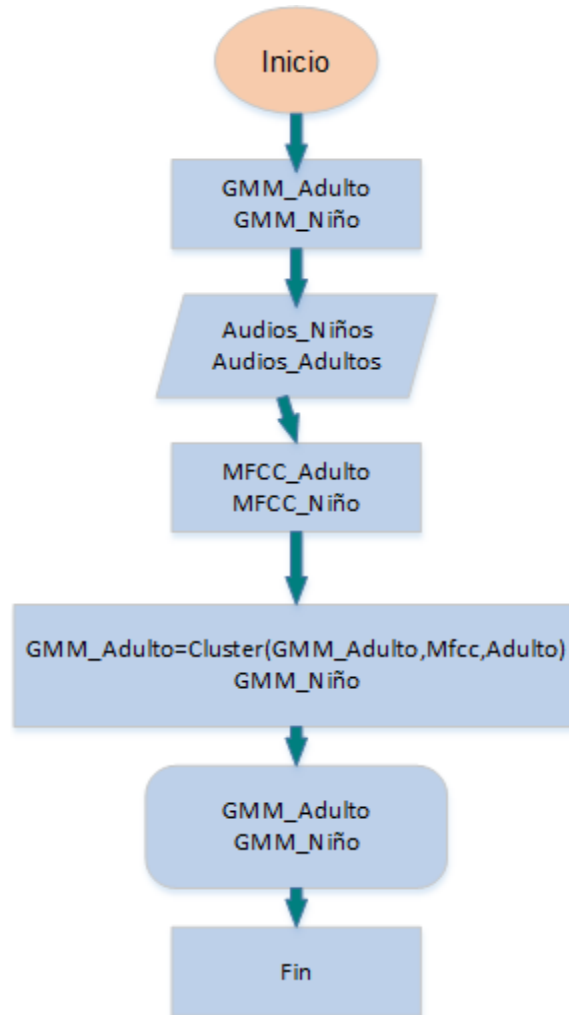 Inicio
GMM_Adulto
GMM_Niño
Audios_Niños
Audios_Adultos
MFCC_Adulto
MFCC_Niño
GMM_Adulto=Cluster(GMM_Adulto,Mfcc,Adulto)
GMM_Niño
GMM_Adulto
GMM_Niño
Fin